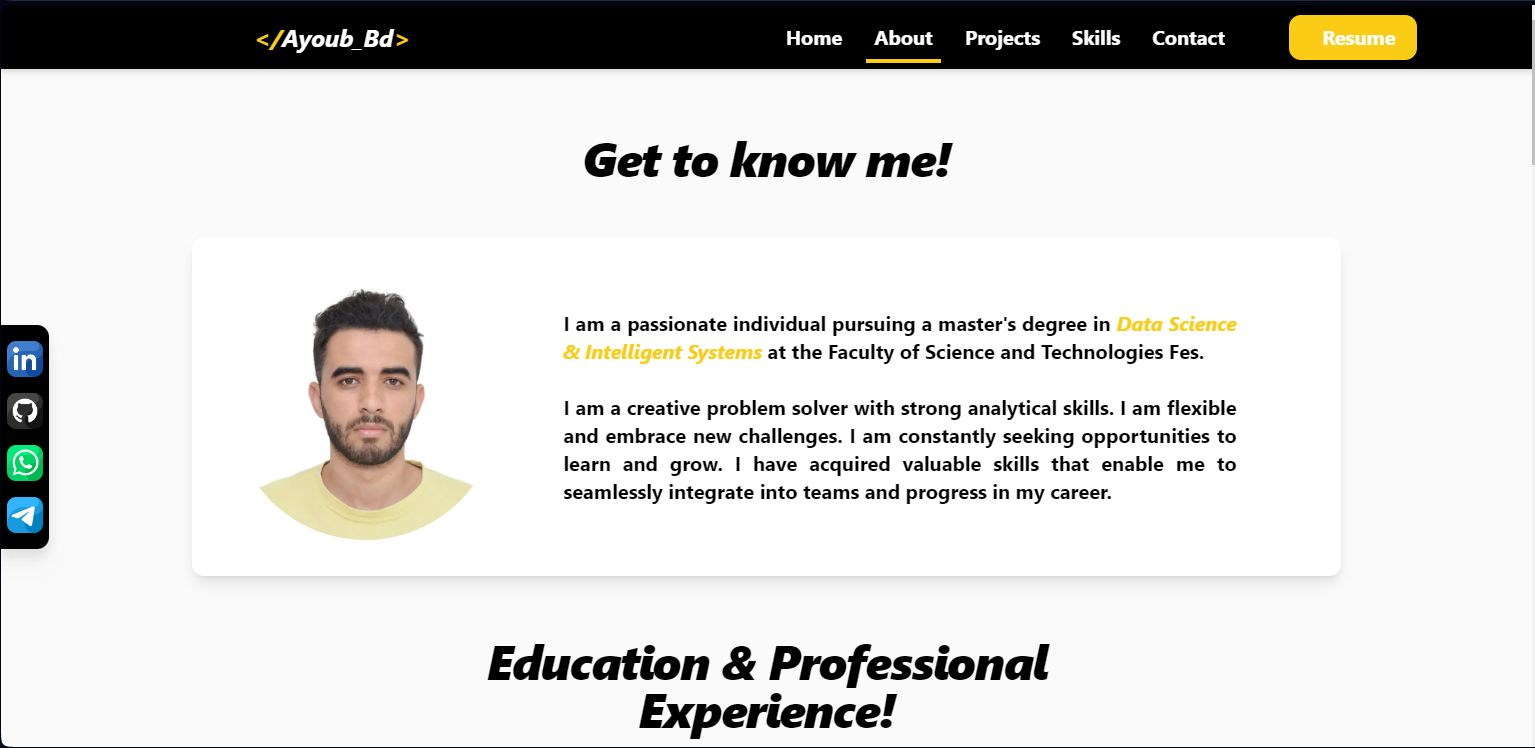 </Ayoub_Bd>
Home About Projects Skills Contact Resume
Get to know me!
I am a passionate individual pursuing a master's degree in Data Science
& Intelligent Systems at the Faculty of Science and Technologies Fes.
I am a creative problem solver with strong analytical skills. I am flexible
and embrace new challenges. I am constantly seeking opportunities to
learn and grow. I have acquired valuable skills that enable me to
seamlessly integrate into teams and progress in my career.
in
Education & Professional
Experience!